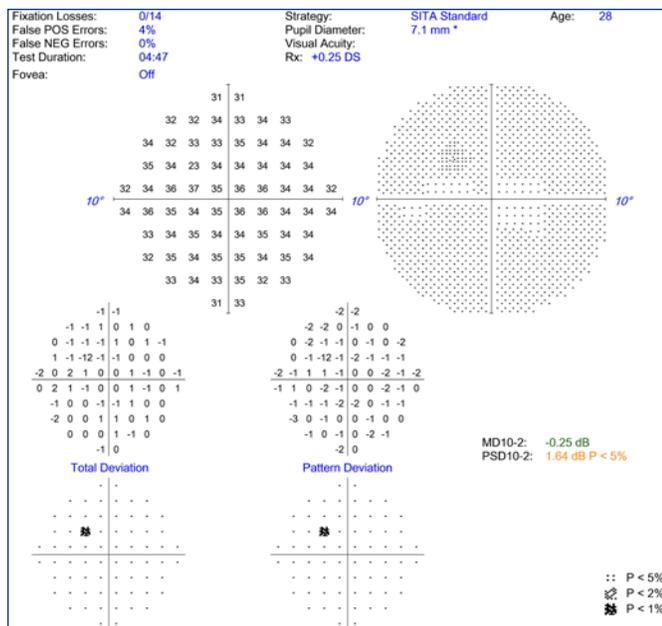 Fixation Losses: 0/14 Strategy: SITA Standard Age: 28
False POS Errors: 4% Pupil Diameter: 7.1 mm *
False NEG Errors: 0% Visual Acuity:
Test Duration: 04:47 Rx: +0.25 DS
Fovea: Off
31 31
32 32 34 33 34 33
34 32 33 33 35 34 34 32
35 34 23 34 34 34 34 34
32 34 36 37 35 36 36 34 34 32
10° 10° 10°
34 36 35 34 35 36 36 34 34 34
33 34 35 34 34 35 34 34
32 35 34 34 35 34 35 34
33 34 33 35 32 33
31 33
-1 -1
-1 -1 1 0 1 0
0 -1 -1 -1 1 0 1 -1
1 -1 -12 -1 -1 0 0 0
-2 0 2 1 0 0 1 -1 0 -1
0 2 1 -1 0 0 1 -1 0 1
-1 0 0 -1 -1 1 0 0
-2 0 0 1 1 0 1 0
0 0 0 1 -1 0
-1 0
Total Deviation
-2 -2
-2 -2 0 -1 0 0
0 -2 -1 -2 0 -1 0 -2
0 -1 -12 -1 -2 -1 -1 -1
-2 -1 1 1 -1 0 0 -2 -1 -2
-1 1 0 -2 -1 0 -1 -2 -1 0
-1 -1 -1 -2 -2 0 -1 -1
-3 0 -1 0 0 -1 0 0
-1 0 -1 0 -2 -1
-2 0
Pattern Deviation
MD10-2: -0.25 dB
PSD10-2: 1.64 dB P < 5%
P < 5%
P < 2%
P < 1%